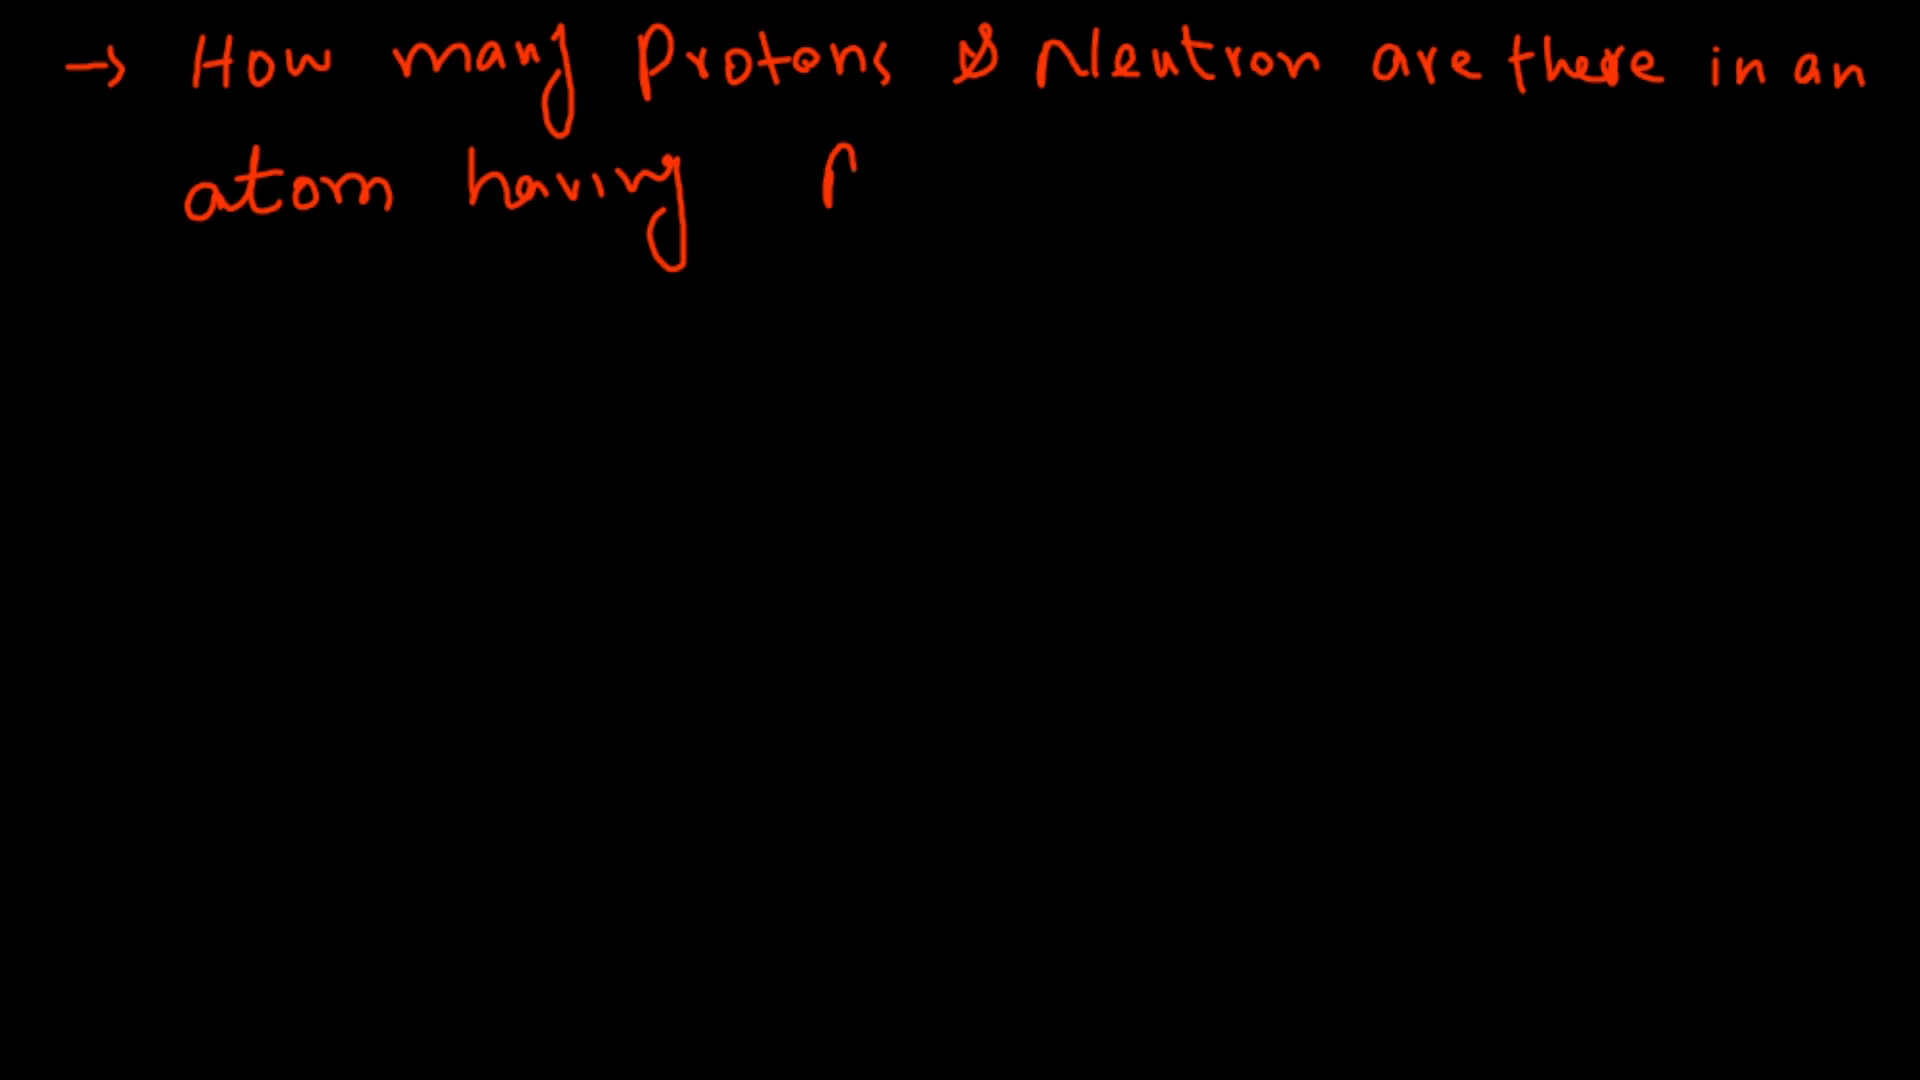 → How many Protons & Neutron are there in an
atom having